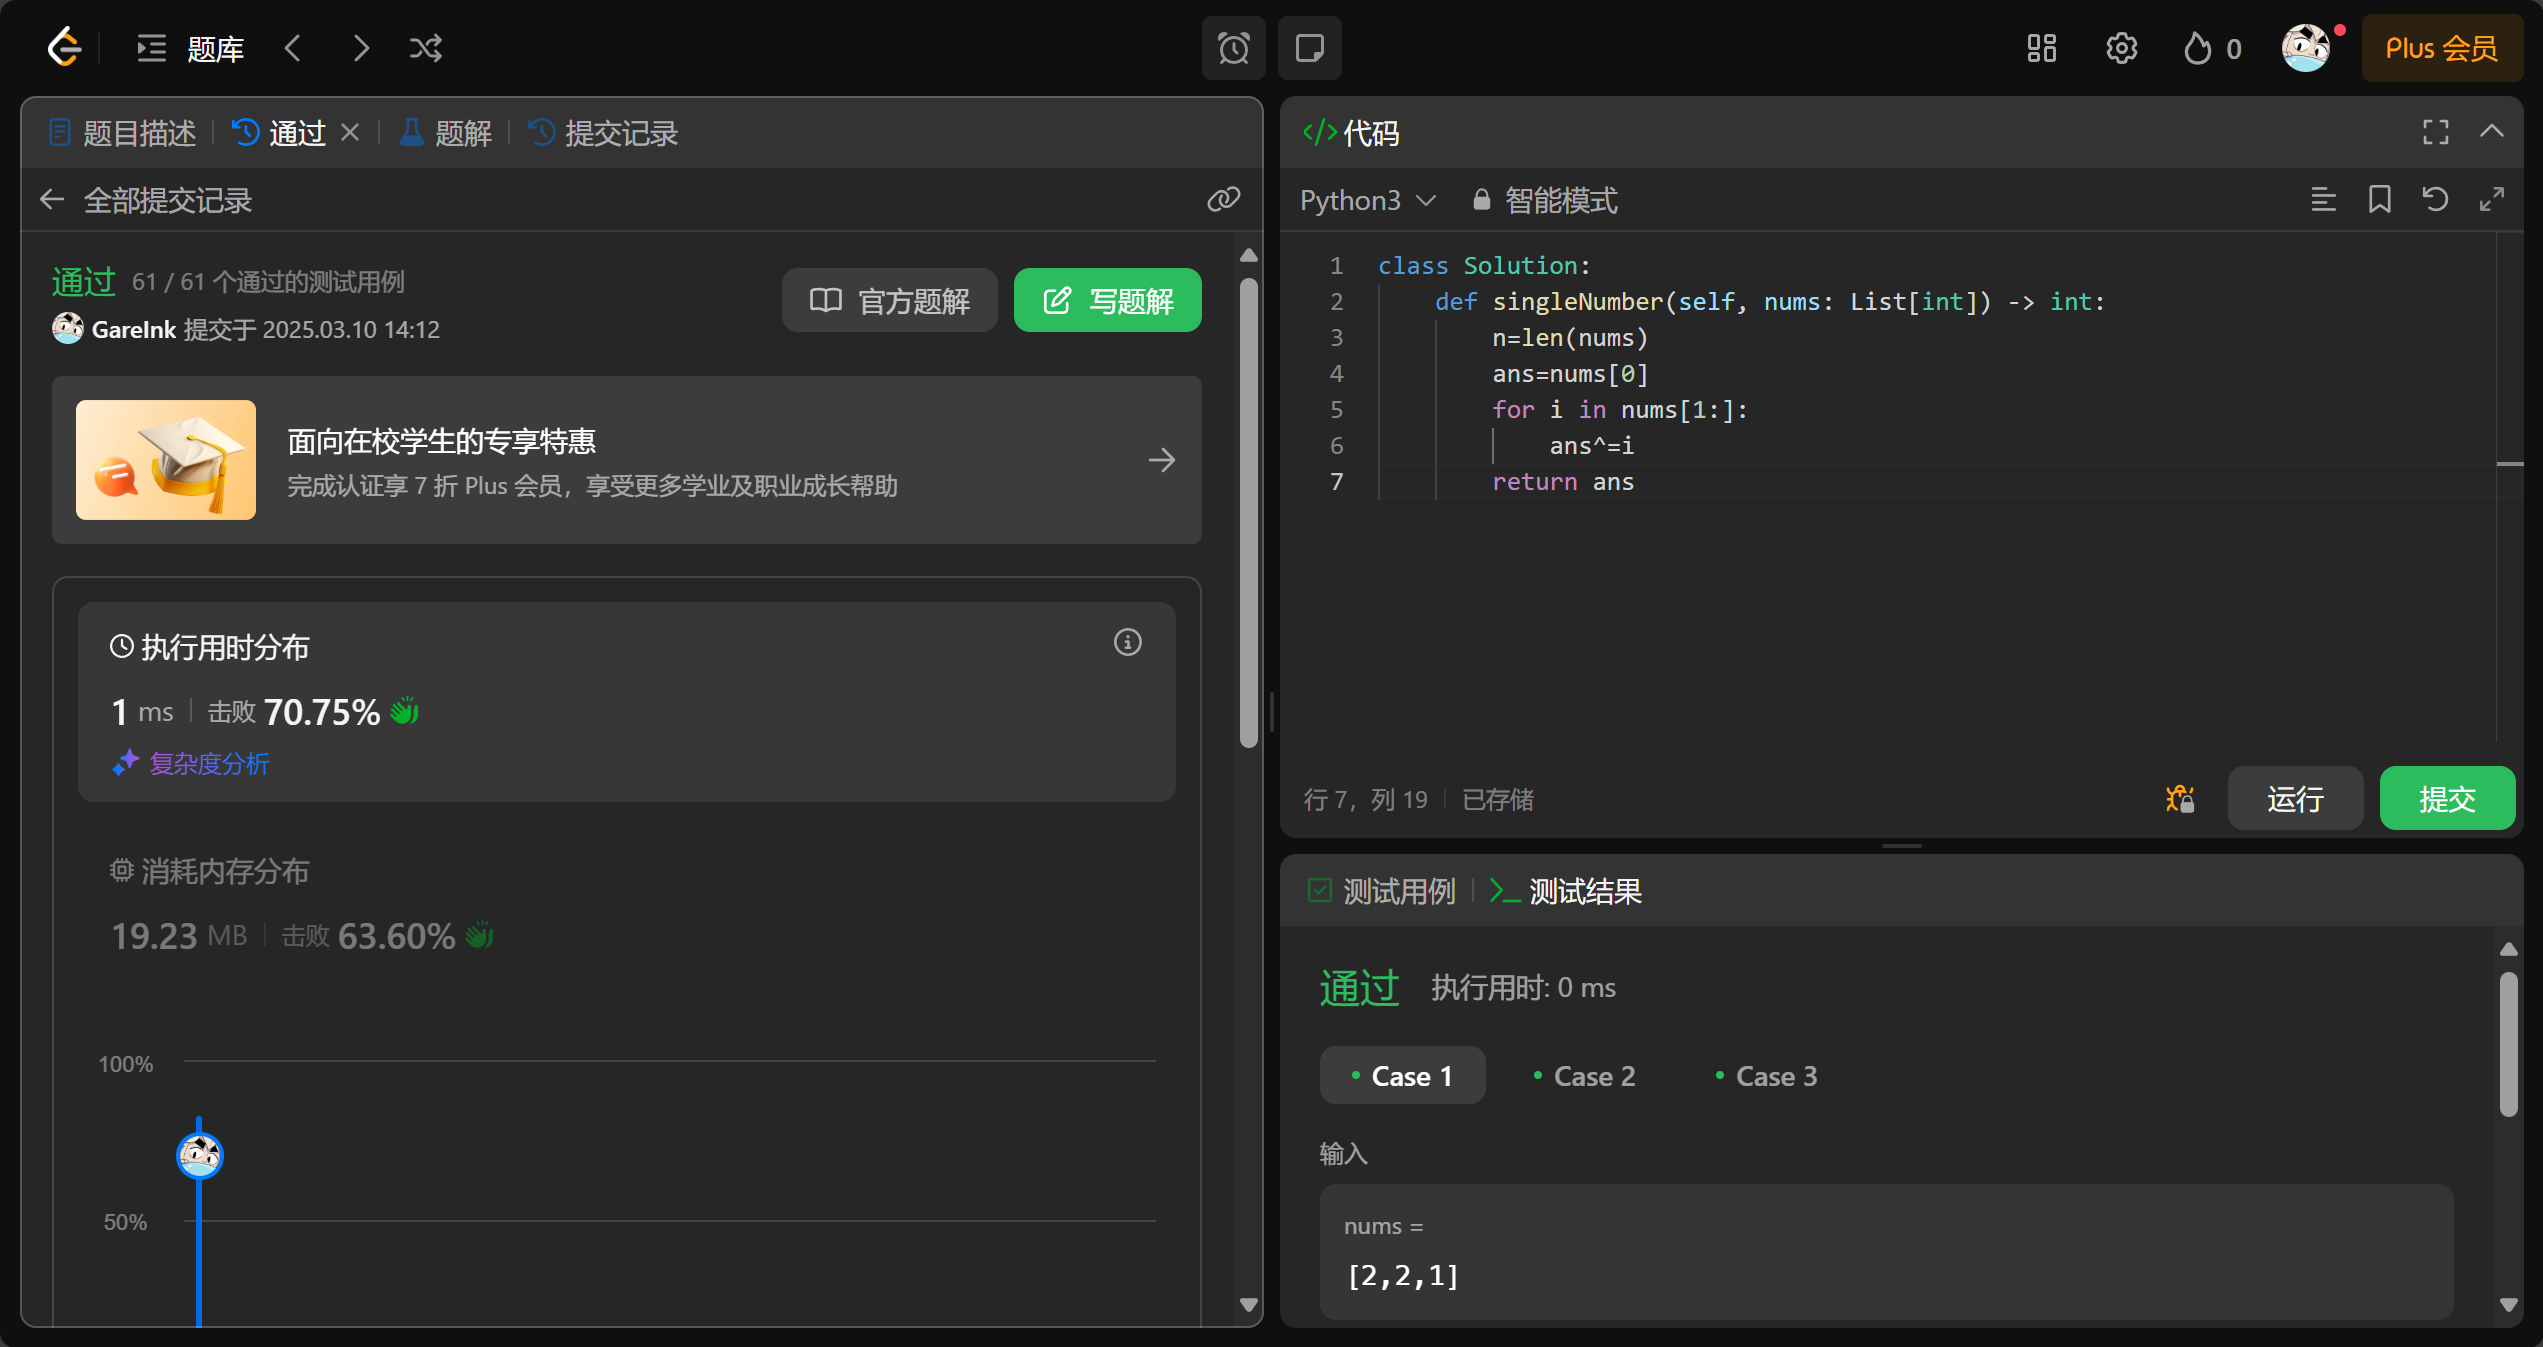 题库
0
Plus 会员
题目描述
通过
题解
提交记录
全部提交记录
通过 61 / 61 个通过的测试用例
GareInk 提交于 2025.03.10 14:12
官方题解
写题解
面向在校学生的专享特惠
完成认证享 7 折 Plus 会员，享受更多学业及职业成长帮助
执行用时分布
1 ms 击败 70.75%
复杂度分析
消耗内存分布
19.23 MB 击败 63.60%
100%
50%
代码
Python3 智能模式
1 class Solution:
2     def singleNumber(self, nums: List[int]) -> int:
3         n=len(nums)
4         ans=nums[0]
5         for i in nums[1:]:
6             ans^=i
7         return ans
行 7，列 19 已存储
运行
提交
测试用例
测试结果
通过 执行用时: 0 ms
Case 1
Case 2
Case 3
输入
nums =
[2,2,1]